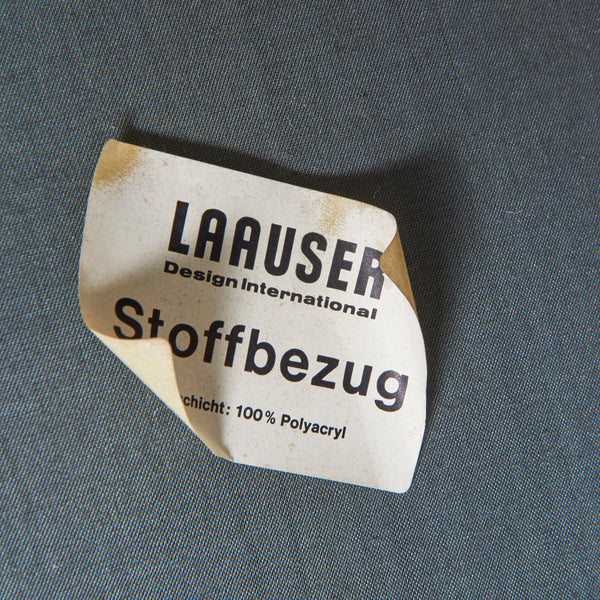 LAAUSER
Design International
Stoffbezug
chicht: 100% Polyacryl